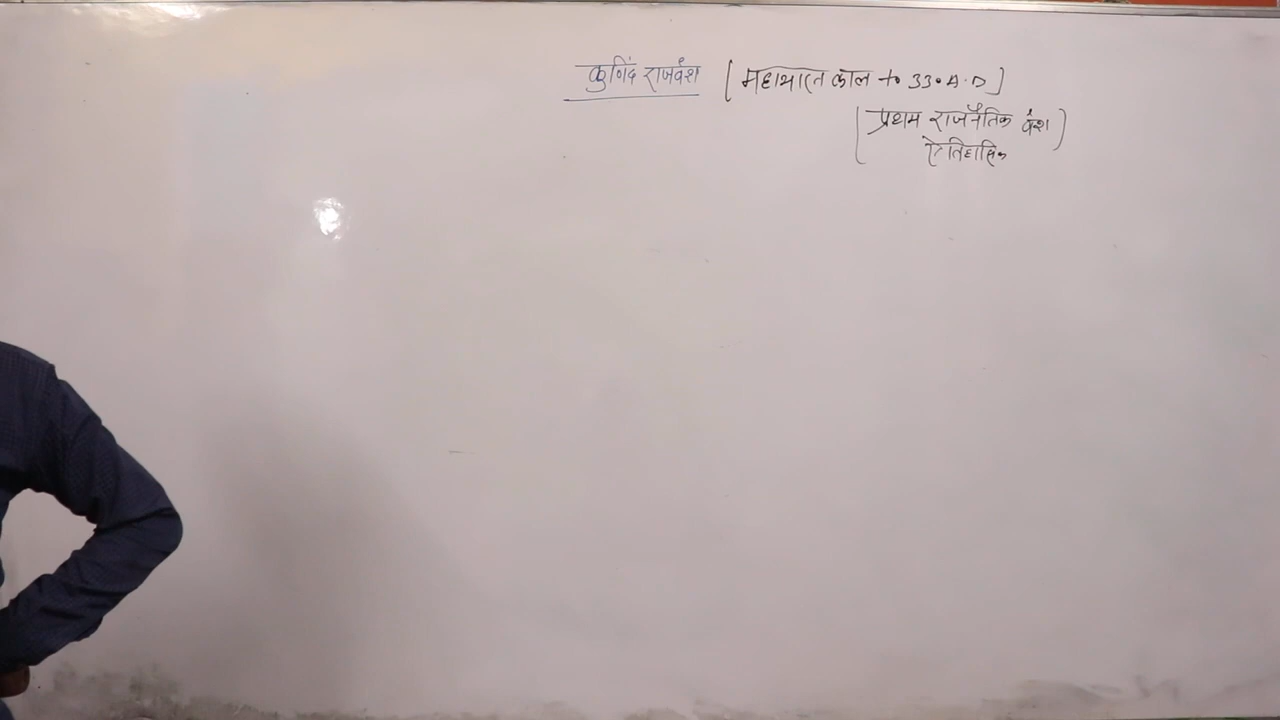 कुणिंद राजवंश [महाभारत काल to 330 A.D]
(प्रथम राजनैतिक वंश)
ऐतिहासिक